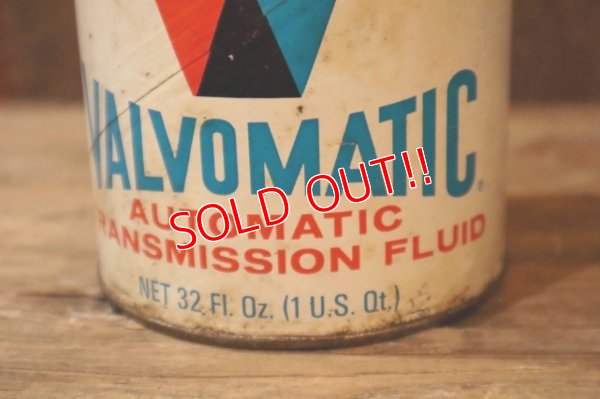 VALVOMATIC®
SOLD OUT!!
AUTOMATIC
TRANSMISSION FLUID
NET 32 Fl. Oz. (1 U.S. Qt.)